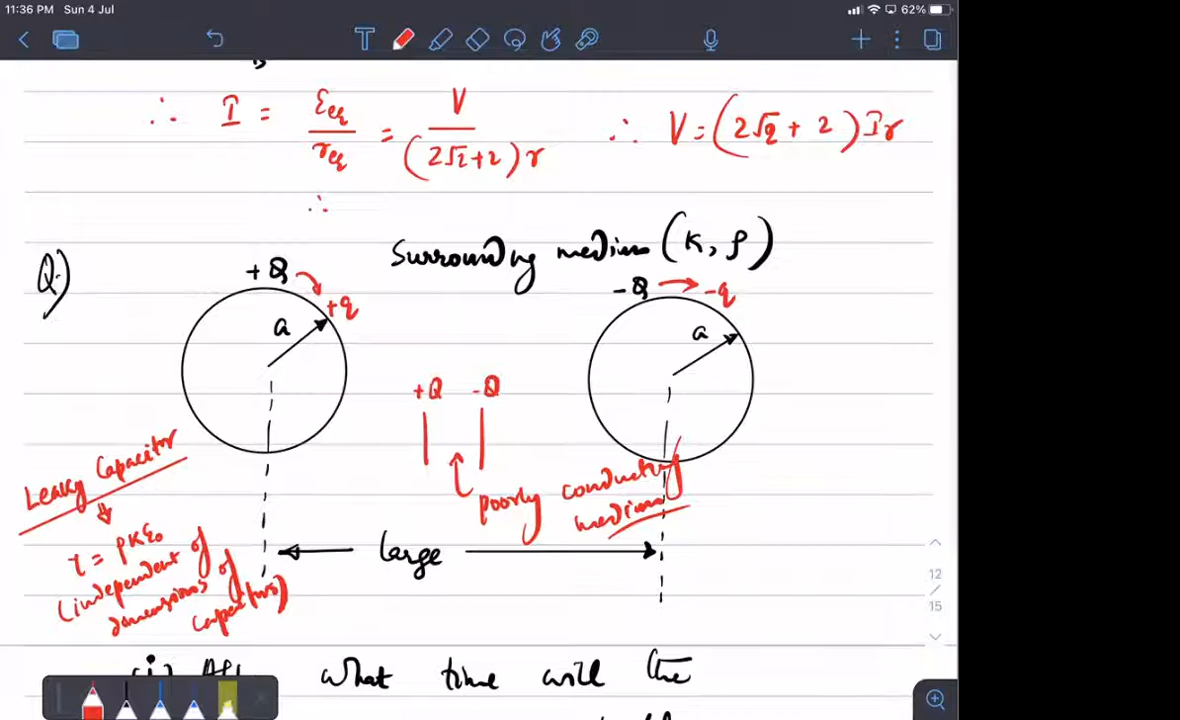 11:36 PM Sun 4 Jul
62%
T
∴ I = εeq / req = V / (2√2+2) r ∴ V = (2√2 + 2) Ir
∴
Surrounding medium (K, ρ)
Q.)
+Q → +q
-Q → -q
a
a
+Q -Q
Leaky Capacitor
poorly conducting
medium
τ = ρKε₀
(independent of
dimensions of
capacitors)
large
12
/
15
what time will the